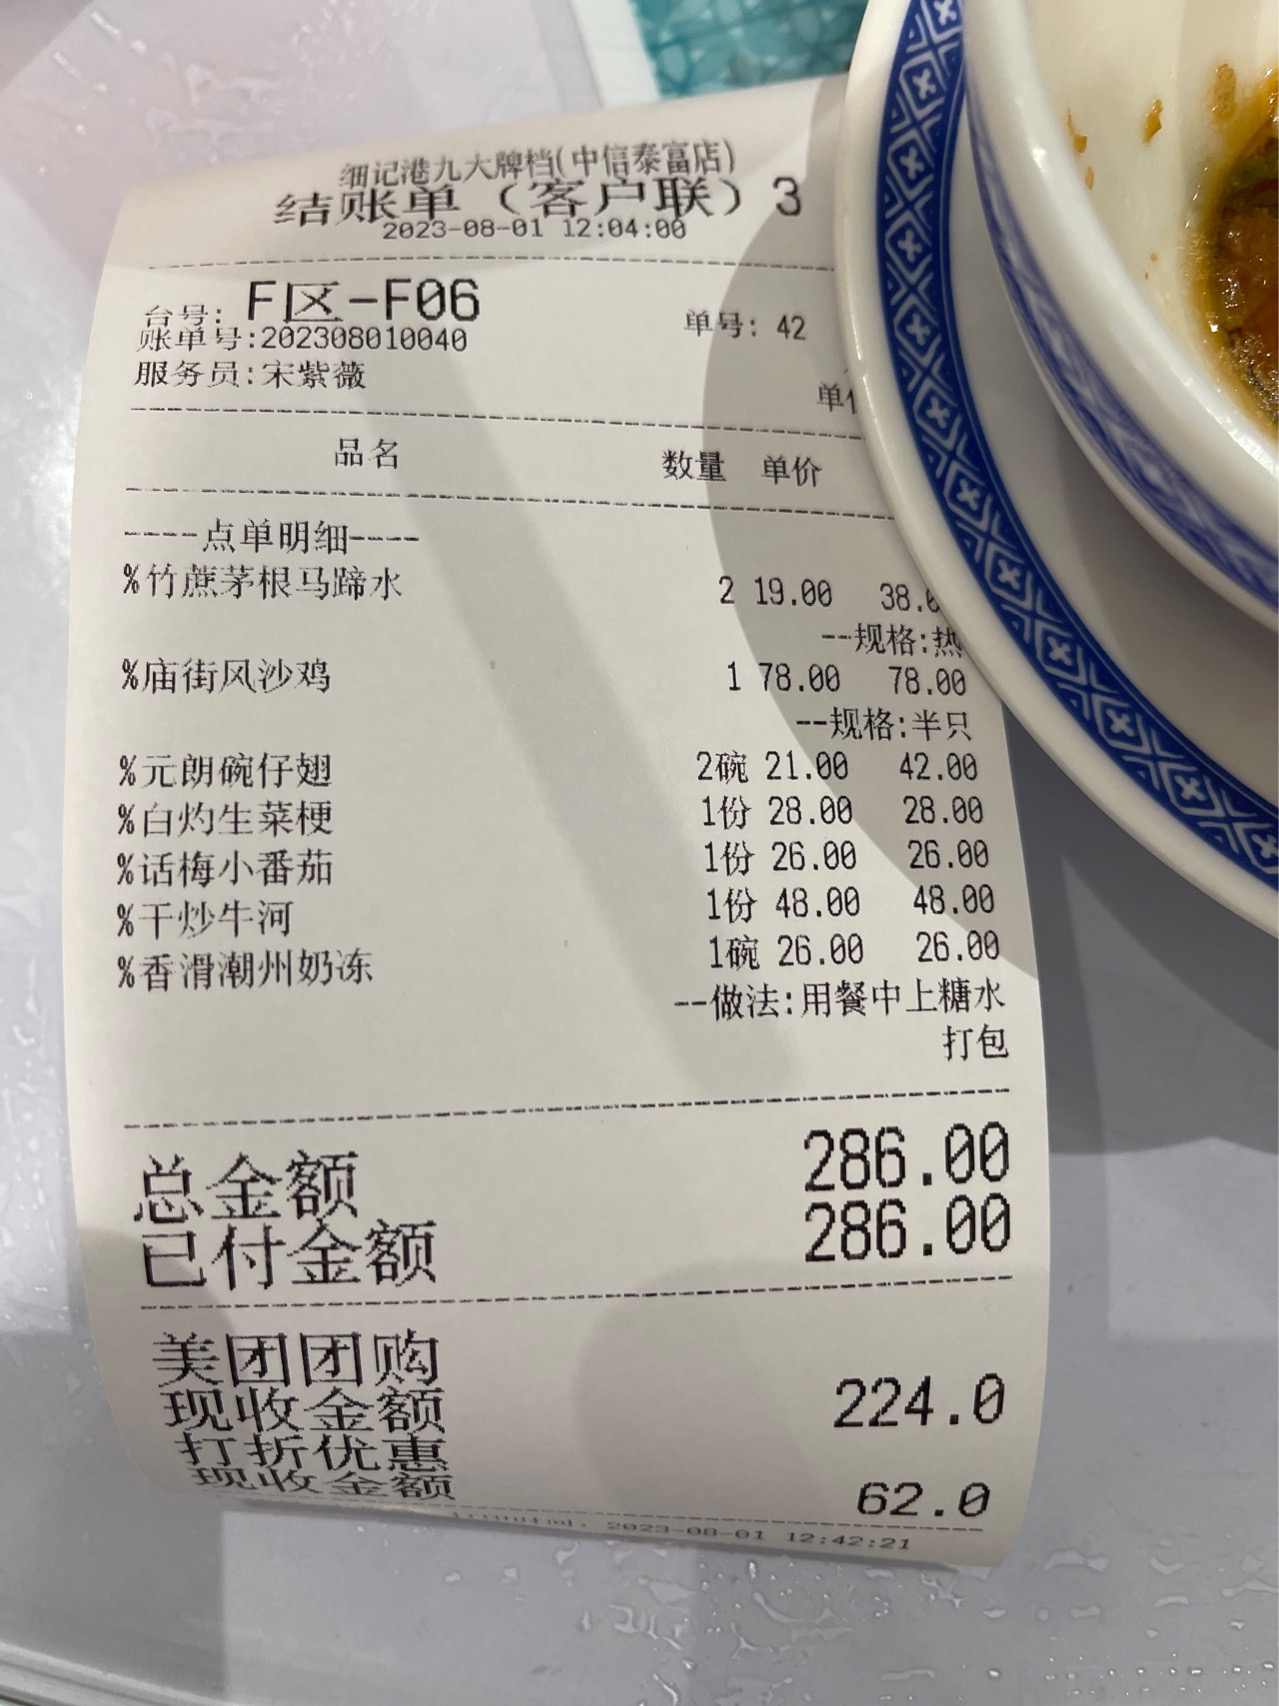 细记港九大牌档(中信泰富店)
结账单（客户联）3
2023-08-01 12:04:00
台号: F区-F06
账单号:202308010040 单号: 42
服务员:宋紫薇
品名 数量 单价
----点单明细----
%竹蔗茅根马蹄水 2 19.00 38.0
--规格:热
%庙街风沙鸡 1 78.00 78.00
--规格:半只
%元朗碗仔翅 2碗 21.00 42.00
%白灼生菜梗 1份 28.00 28.00
%话梅小番茄 1份 26.00 26.00
%干炒牛河 1份 48.00 48.00
%香滑潮州奶冻 1碗 26.00 26.00
--做法:用餐中上糖水
打包
总金额 286.00
已付金额 286.00
美团团购
现收金额 224.0
打折优惠
现收金额 62.0
2023-08-01 12:42:21